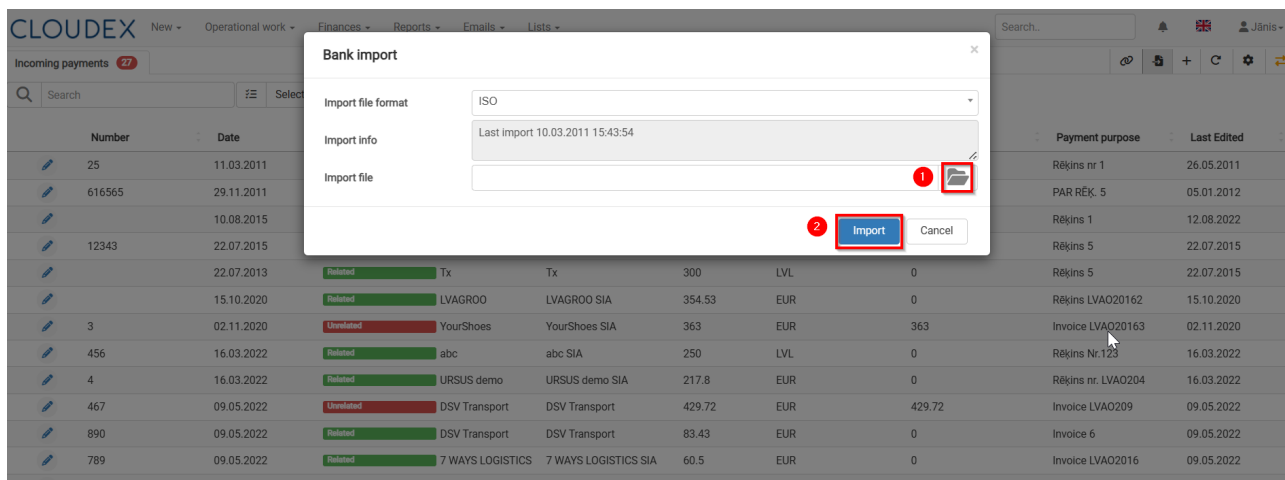 CLOUDEX New Operational work Finances Reports Emails Lists Search.. Jānis
Incoming payments 27
Search Select
Bank import ×
Import file format ISO
Import info Last import 10.03.2011 15:43:54
Import file 1
2 Import Cancel
Number Date Payment purpose Last Edited
25 11.03.2011 Rēķins nr 1 26.05.2011
616565 29.11.2011 PAR RĒĶ. 5 05.01.2012
10.08.2015 Rēķins 1 12.08.2022
12343 22.07.2015 Rēķins 5 22.07.2015
22.07.2013 Related Tx Tx 300 LVL 0 Rēķins 5 22.07.2015
15.10.2020 Related LVAGROO LVAGROO SIA 354.53 EUR 0 Rēķins LVAO20162 15.10.2020
3 02.11.2020 Unrelated YourShoes YourShoes SIA 363 EUR 363 Invoice LVAO20163 02.11.2020
456 16.03.2022 Related abc abc SIA 250 LVL 0 Rēķins Nr.123 16.03.2022
4 16.03.2022 Related URSUS demo URSUS demo SIA 217.8 EUR 0 Rēķins nr. LVAO204 16.03.2022
467 09.05.2022 Unrelated DSV Transport DSV Transport 429.72 EUR 429.72 Invoice LVAO209 09.05.2022
890 09.05.2022 Related DSV Transport DSV Transport 83.43 EUR 0 Invoice 6 09.05.2022
789 09.05.2022 Related 7 WAYS LOGISTICS 7 WAYS LOGISTICS SIA 60.5 EUR 0 Invoice LVAO2016 09.05.2022